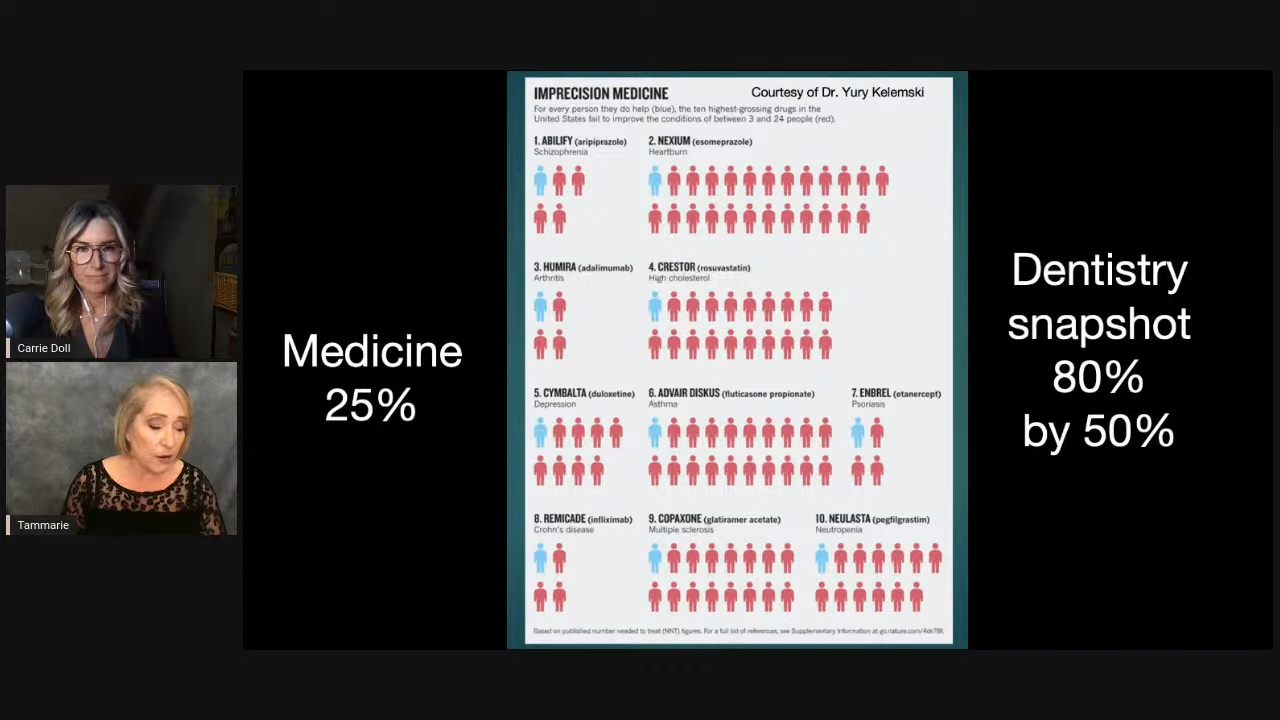 IMPRECISION MEDICINE
Courtesy of Dr. Yury Kelemski
For every person they do help (blue), the ten highest-grossing drugs in the
United States fail to improve the conditions of between 3 and 24 people (red).
1. ABILIFY (aripiprazole)
Schizophrenia
2. NEXIUM (esomeprazole)
Heartburn
3. HUMIRA (adalimumab)
Arthritis
4. CRESTOR (rosuvastatin)
High cholesterol
5. CYMBALTA (duloxetine)
Depression
6. ADVAIR DISKUS (fluticasone propionate)
Asthma
7. ENBREL (etanercept)
Psoriasis
8. REMICADE (infliximab)
Crohn's disease
9. COPAXONE (glatiramer acetate)
Multiple sclerosis
10. NEULASTA (pegfilgrastim)
Neutropenia
Based on published number needed to treat (NNT) figures. For a full list of references, see Supplementary Information at go.nature.com/4dr78f.
Medicine
25%
Dentistry
snapshot
80%
by 50%
Carrie Doll
Tammarie